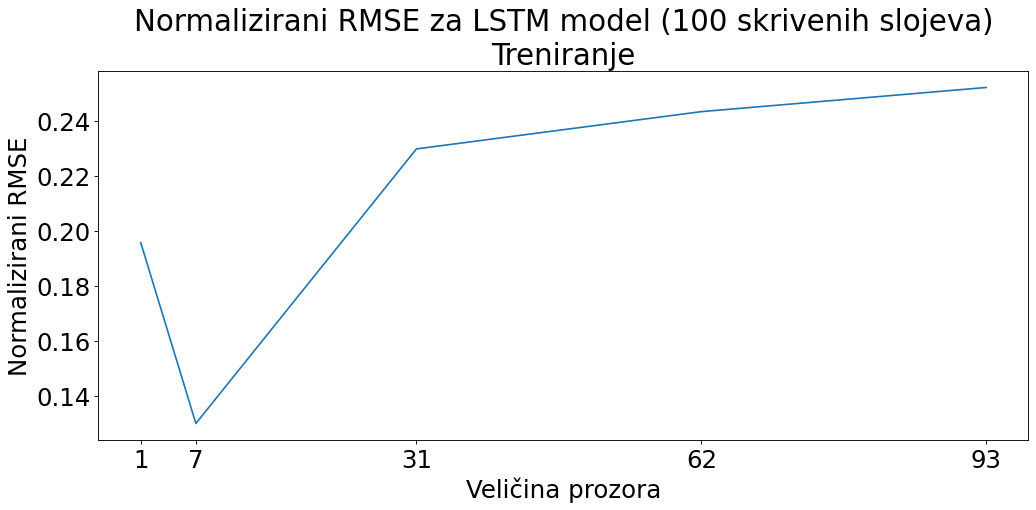 Normalizirani RMSE za LSTM model (100 skrivenih slojeva)
Treniranje
Normalizirani RMSE
0.24
0.22
0.20
0.18
0.16
0.14
1 7 31 62 93
Veličina prozora